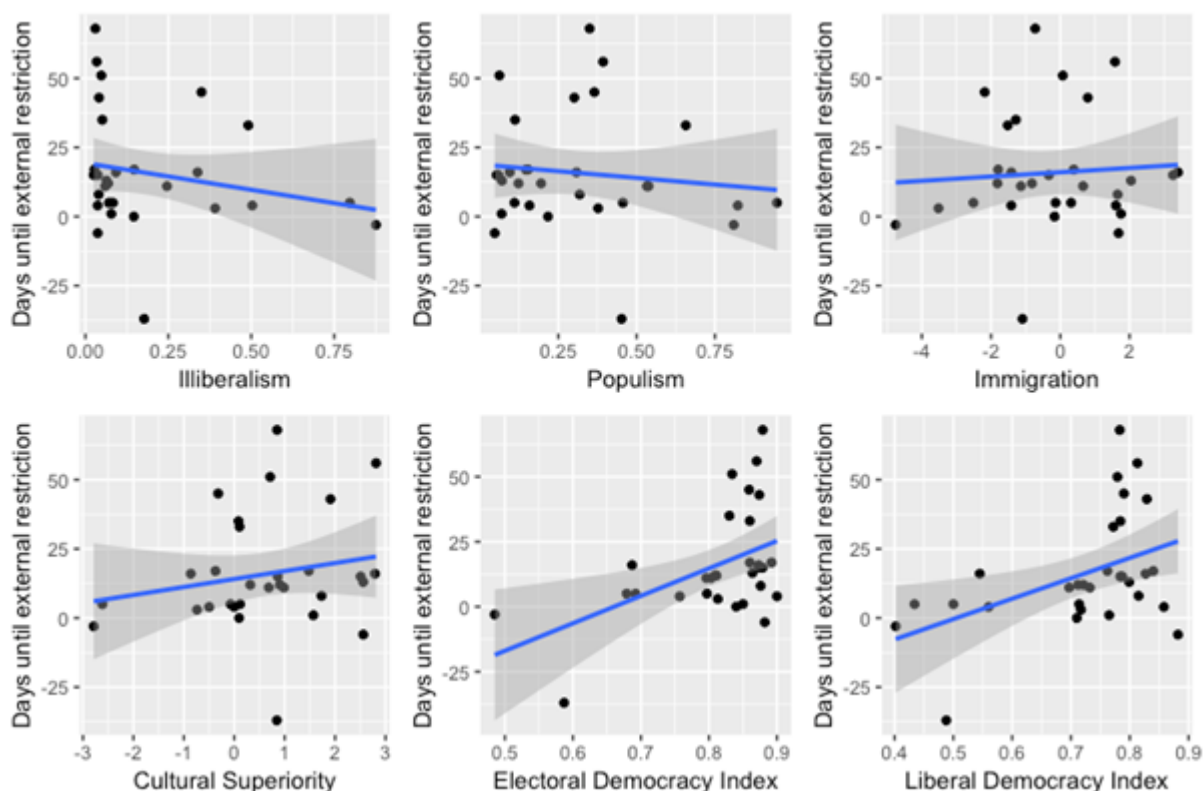 Days until external restriction
50
25
0
-25
0.00 0.25 0.50 0.75
Illiberalism
Days until external restriction
50
25
0
-25
0.25 0.50 0.75
Populism
Days until external restriction
50
25
0
-25
-4 -2 0 2
Immigration
Days until external restriction
50
25
0
-25
-3 -2 -1 0 1 2 3
Cultural Superiority
Days until external restriction
50
25
0
-25
0.5 0.6 0.7 0.8 0.9
Electoral Democracy Index
Days until external restriction
50
25
0
-25
0.4 0.5 0.6 0.7 0.8 0.9
Liberal Democracy Index